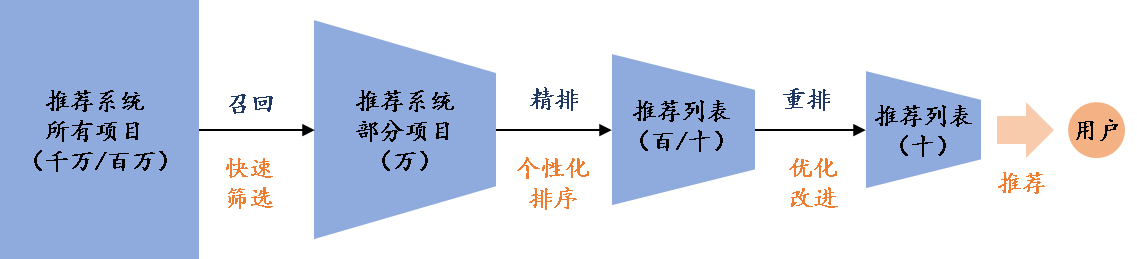 推荐系统
所有项目
（千万/百万）
召回
快速
筛选
推荐系统
部分项目
（万）
精排
个性化
排序
推荐列表
（百/十）
重排
优化
改进
推荐列表
（十）
推荐
用户